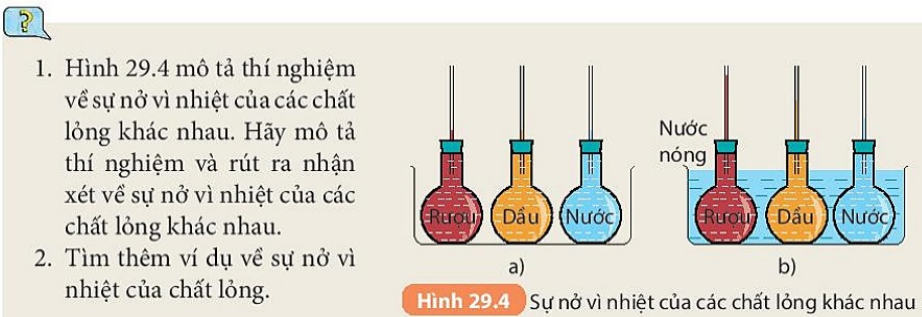 ?
1. Hình 29.4 mô tả thí nghiệm
về sự nở vì nhiệt của các chất
lỏng khác nhau. Hãy mô tả
thí nghiệm và rút ra nhận
xét về sự nở vì nhiệt của các
chất lỏng khác nhau.
2. Tìm thêm ví dụ về sự nở vì
nhiệt của chất lỏng.
Rượu Dầu Nước
a)
Nước
nóng
Rượu Dầu Nước
b)
Hình 29.4 Sự nở vì nhiệt của các chất lỏng khác nhau